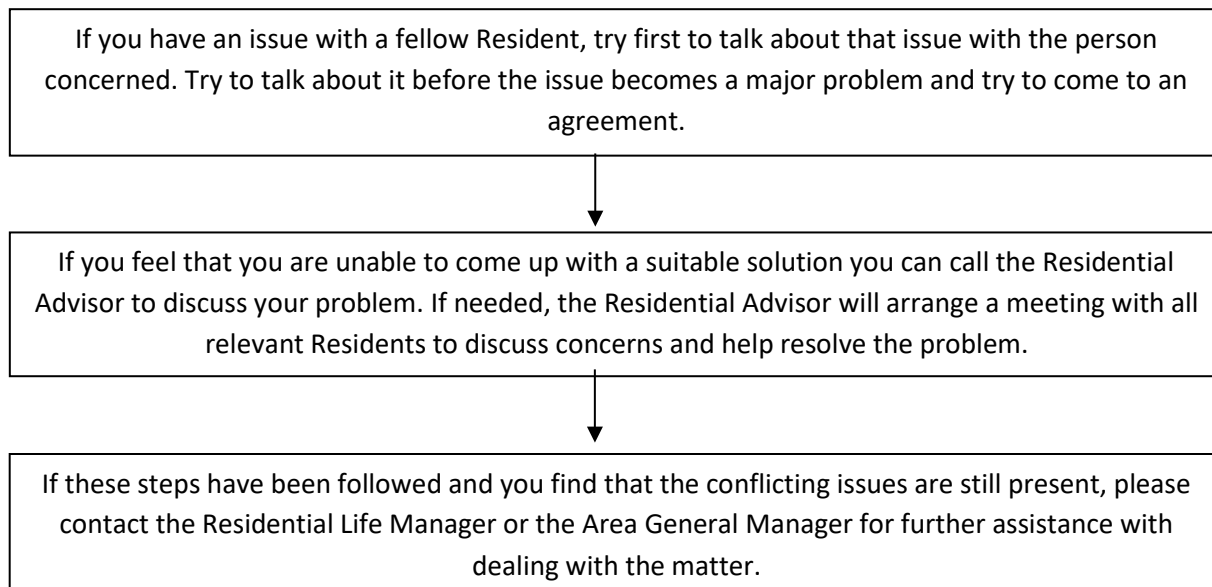 If you have an issue with a fellow Resident, try first to talk about that issue with the person
concerned. Try to talk about it before the issue becomes a major problem and try to come to an
agreement.
If you feel that you are unable to come up with a suitable solution you can call the Residential
Advisor to discuss your problem. If needed, the Residential Advisor will arrange a meeting with all
relevant Residents to discuss concerns and help resolve the problem.
If these steps have been followed and you find that the conflicting issues are still present, please
contact the Residential Life Manager or the Area General Manager for further assistance with
dealing with the matter.